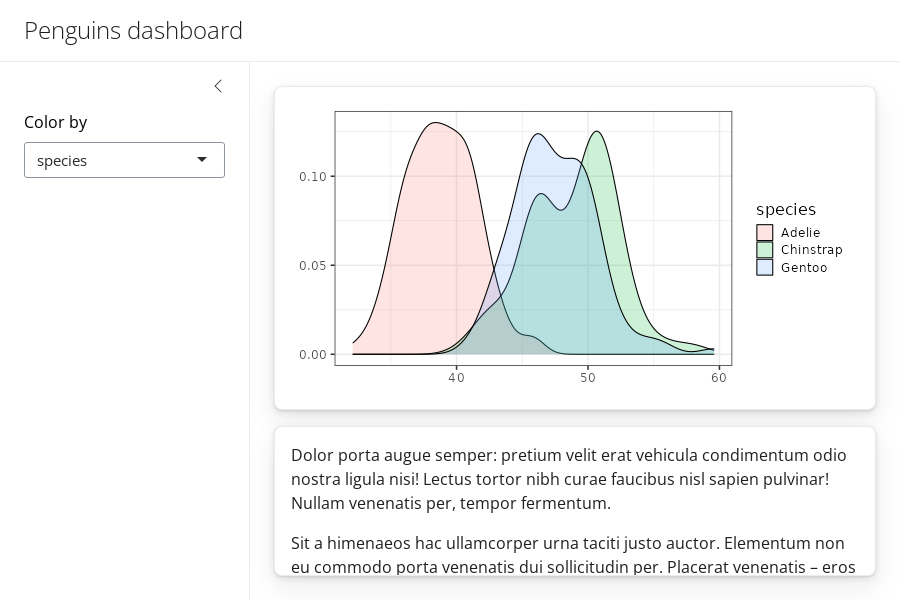 Penguins dashboard
Color by
species
0.10
0.05
0.00
40
50
60
species
Adelie
Chinstrap
Gentoo
Dolor porta augue semper: pretium velit erat vehicula condimentum odio
nostra ligula nisi! Lectus tortor nibh curae faucibus nisl sapien pulvinar!
Nullam venenatis per, tempor fermentum.
Sit a himenaeos hac ullamcorper urna taciti justo auctor. Elementum non
eu commodo porta venenatis dui sollicitudin per. Placerat venenatis – eros